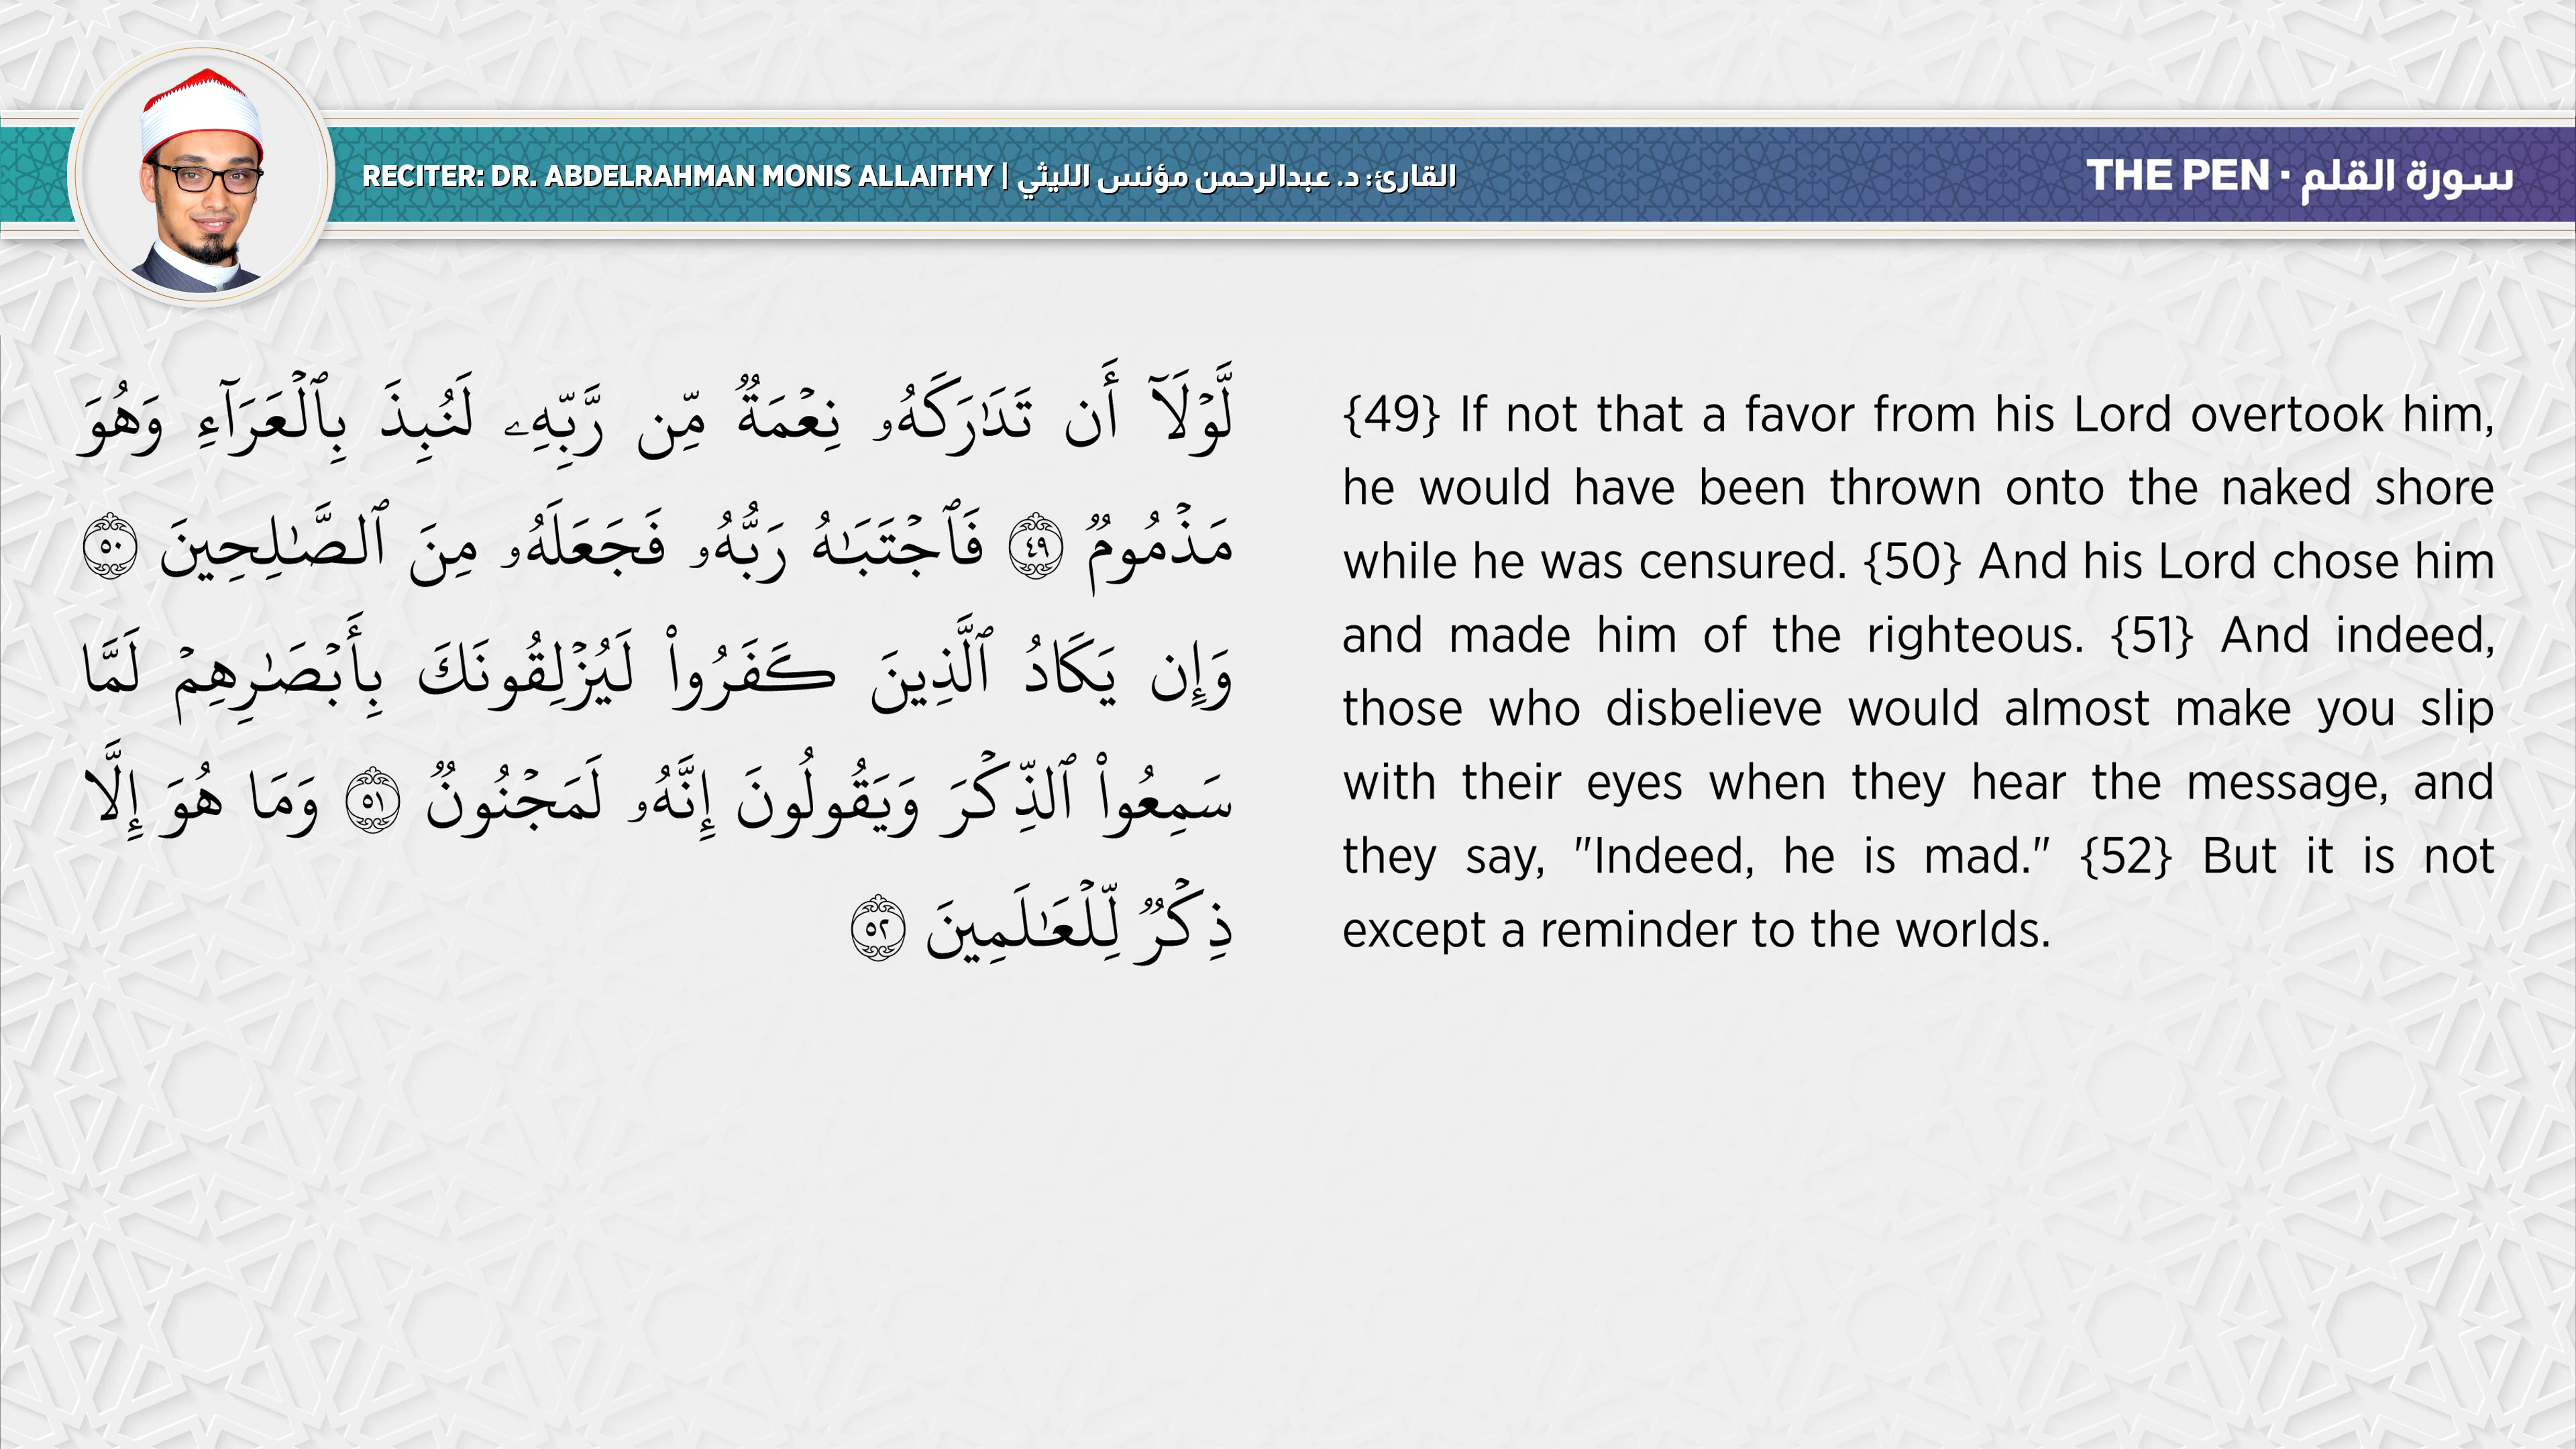 RECITER: DR. ABDELRAHMAN MONIS ALLAITHY | القارئ: د. عبدالرحمن مؤنس الليثي
THE PEN · سورة القلم
لَّوۡلَآ أَن تَدَٰرَكَهُۥ نِعۡمَةٞ مِّن رَّبِّهِۦ لَنُبِذَ بِٱلۡعَرَآءِ وَهُوَ
مَذۡمُومٞ ٤٩ فَٱجۡتَبَٰهُ رَبُّهُۥ فَجَعَلَهُۥ مِنَ ٱلصَّٰلِحِينَ ٥٠
وَإِن يَكَادُ ٱلَّذِينَ كَفَرُواْ لَيُزۡلِقُونَكَ بِأَبۡصَٰرِهِمۡ لَمَّا
سَمِعُواْ ٱلذِّكۡرَ وَيَقُولُونَ إِنَّهُۥ لَمَجۡنُونٞ ٥١ وَمَا هُوَ إِلَّا
ذِكۡرٞ لِّلۡعَٰلَمِينَ ٥٢
{49} If not that a favor from his Lord overtook him,
he would have been thrown onto the naked shore
while he was censured. {50} And his Lord chose him
and made him of the righteous. {51} And indeed,
those who disbelieve would almost make you slip
with their eyes when they hear the message, and
they say, "Indeed, he is mad." {52} But it is not
except a reminder to the worlds.